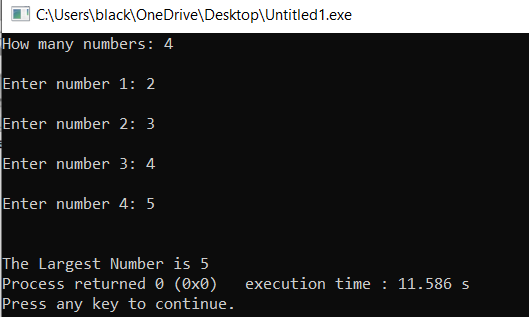 C:\Users\black\OneDrive\Desktop\Untitled1.exe
How many numbers: 4
Enter number 1: 2
Enter number 2: 3
Enter number 3: 4
Enter number 4: 5
The Largest Number is 5
Process returned 0 (0x0)   execution time : 11.586 s
Press any key to continue.